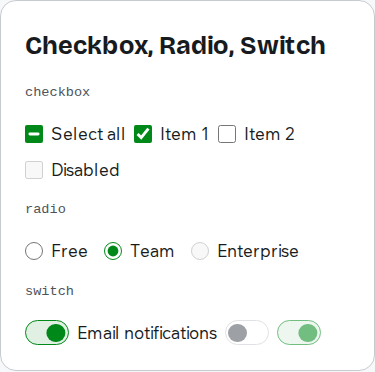 Checkbox, Radio, Switch
checkbox
Select all Item 1 Item 2
Disabled
radio
Free Team Enterprise
switch
Email notifications